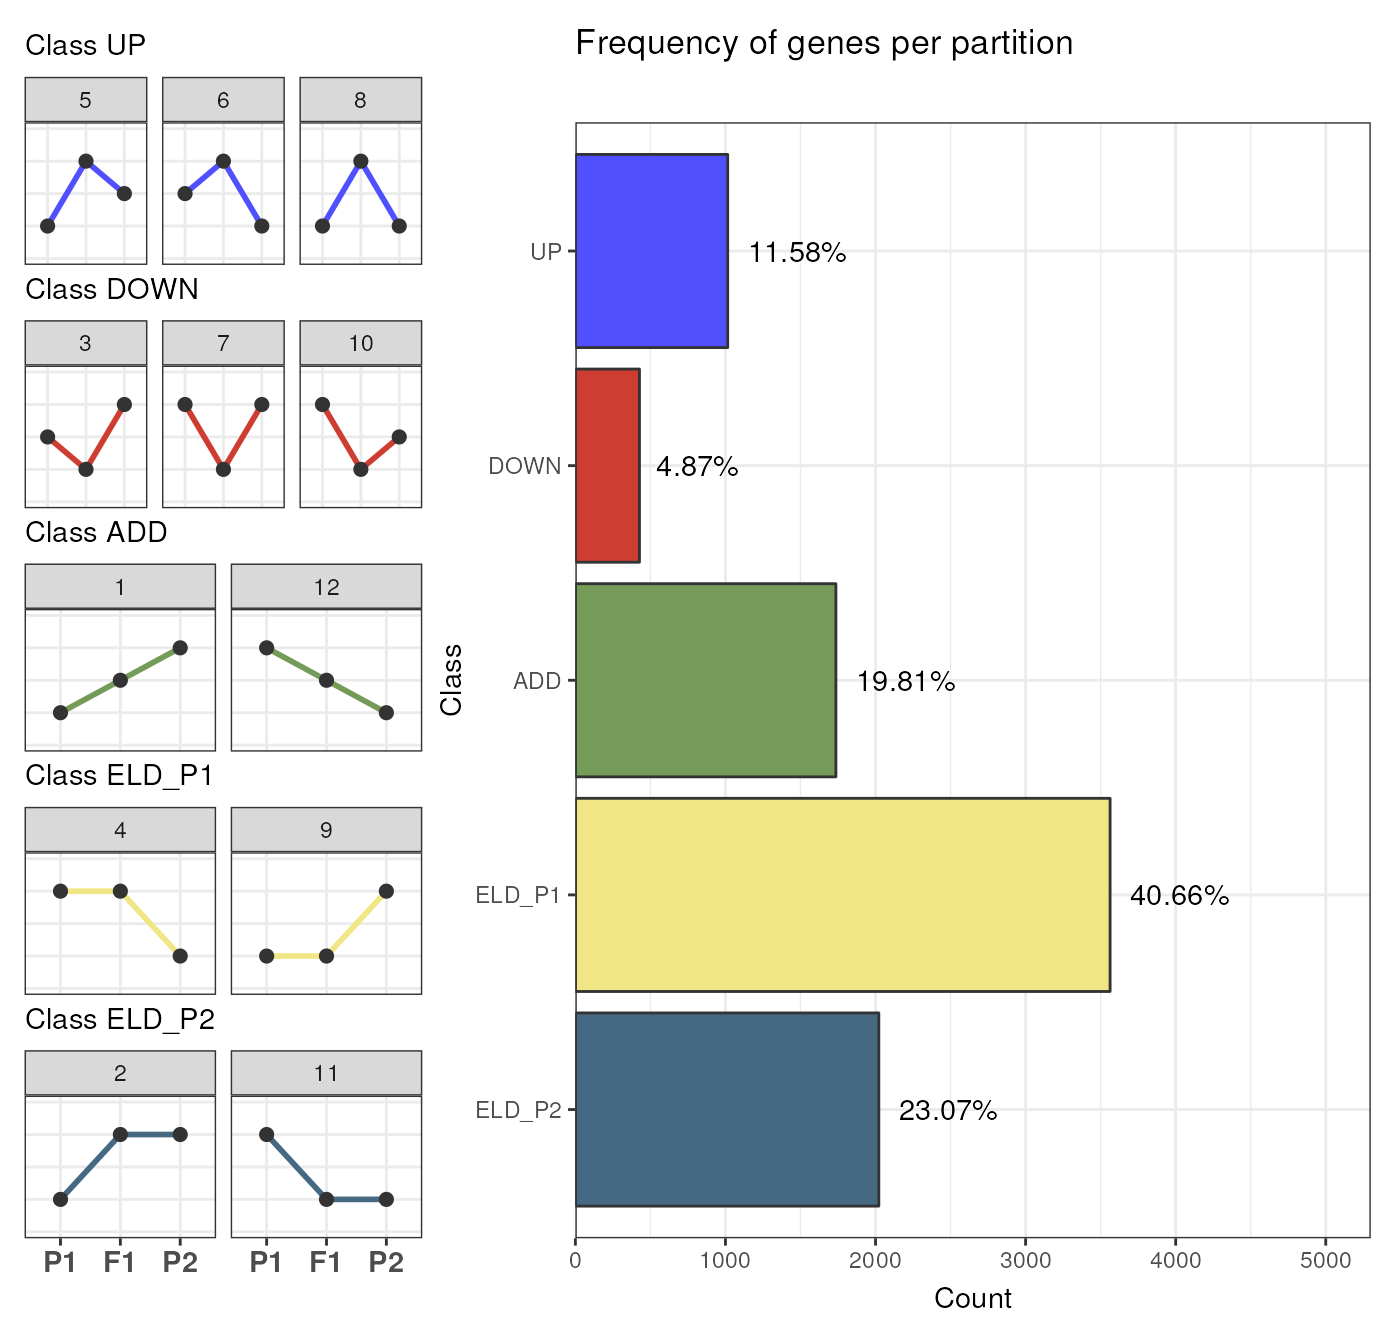 Class UP
5 6 8
Class DOWN
3 7 10
Class ADD
1 12
Class ELD_P1
4 9
Class ELD_P2
2 11
P1 F1 P2 P1 F1 P2
Frequency of genes per partition
Class
UP 11.58%
DOWN 4.87%
ADD 19.81%
ELD_P1 40.66%
ELD_P2 23.07%
0 1000 2000 3000 4000 5000
Count